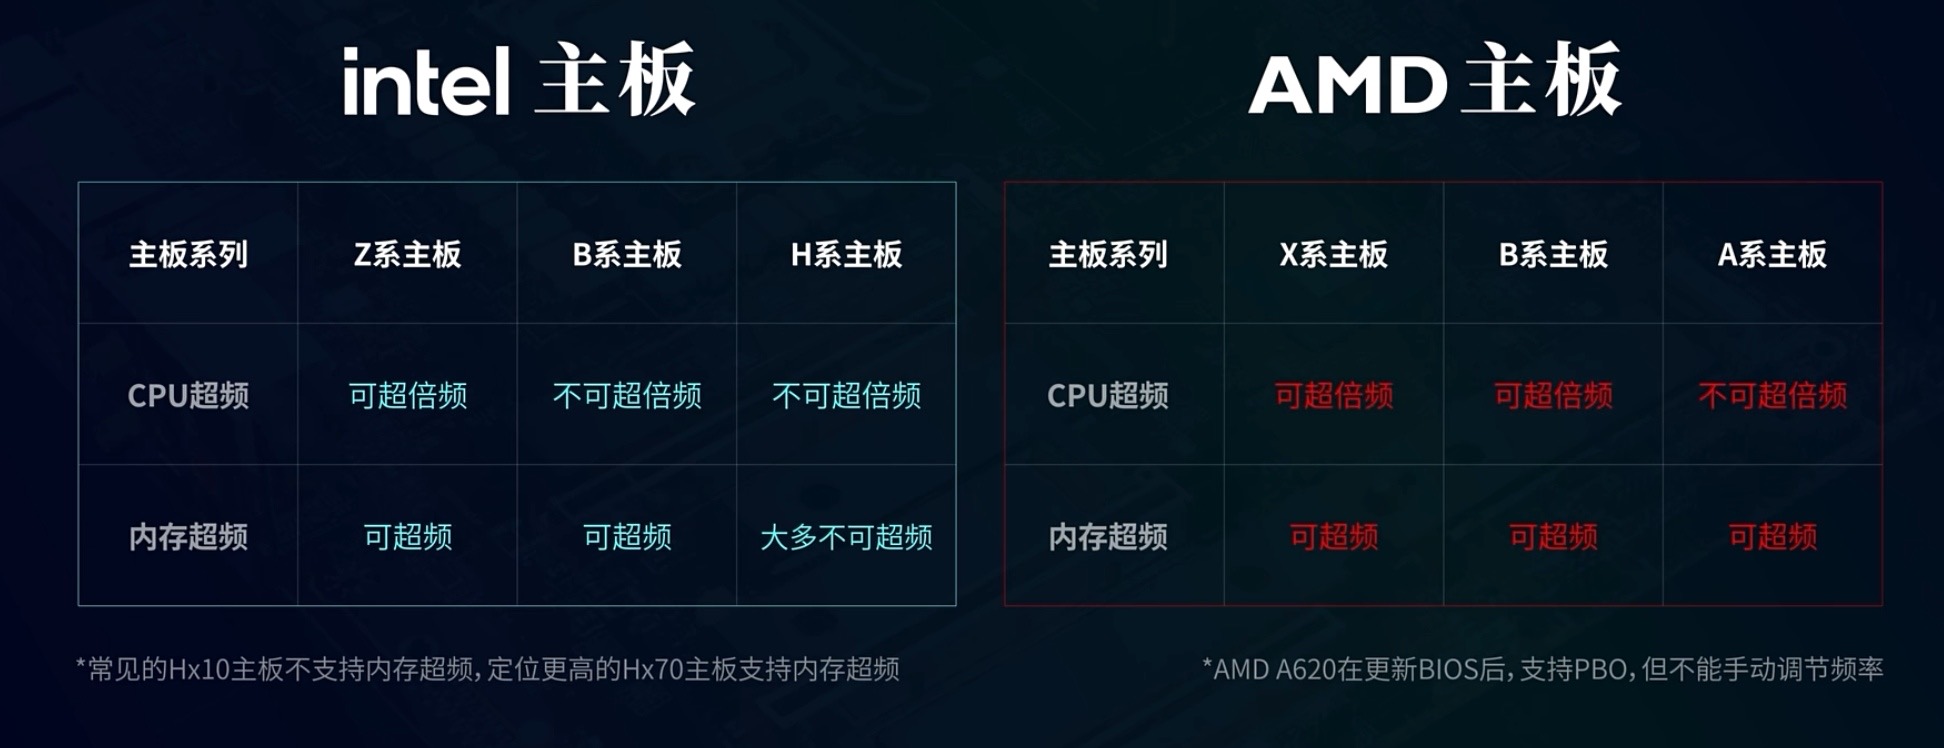 intel 主板
主板系列 Z系主板 B系主板 H系主板
CPU超频 可超倍频 不可超倍频 不可超倍频
内存超频 可超频 可超频 大多不可超频
*常见的Hx10主板不支持内存超频,定位更高的Hx70主板支持内存超频
AMD主板
主板系列 X系主板 B系主板 A系主板
CPU超频 可超倍频 可超倍频 不可超倍频
内存超频 可超频 可超频 可超频
*AMD A620在更新BIOS后,支持PBO,但不能手动调节频率